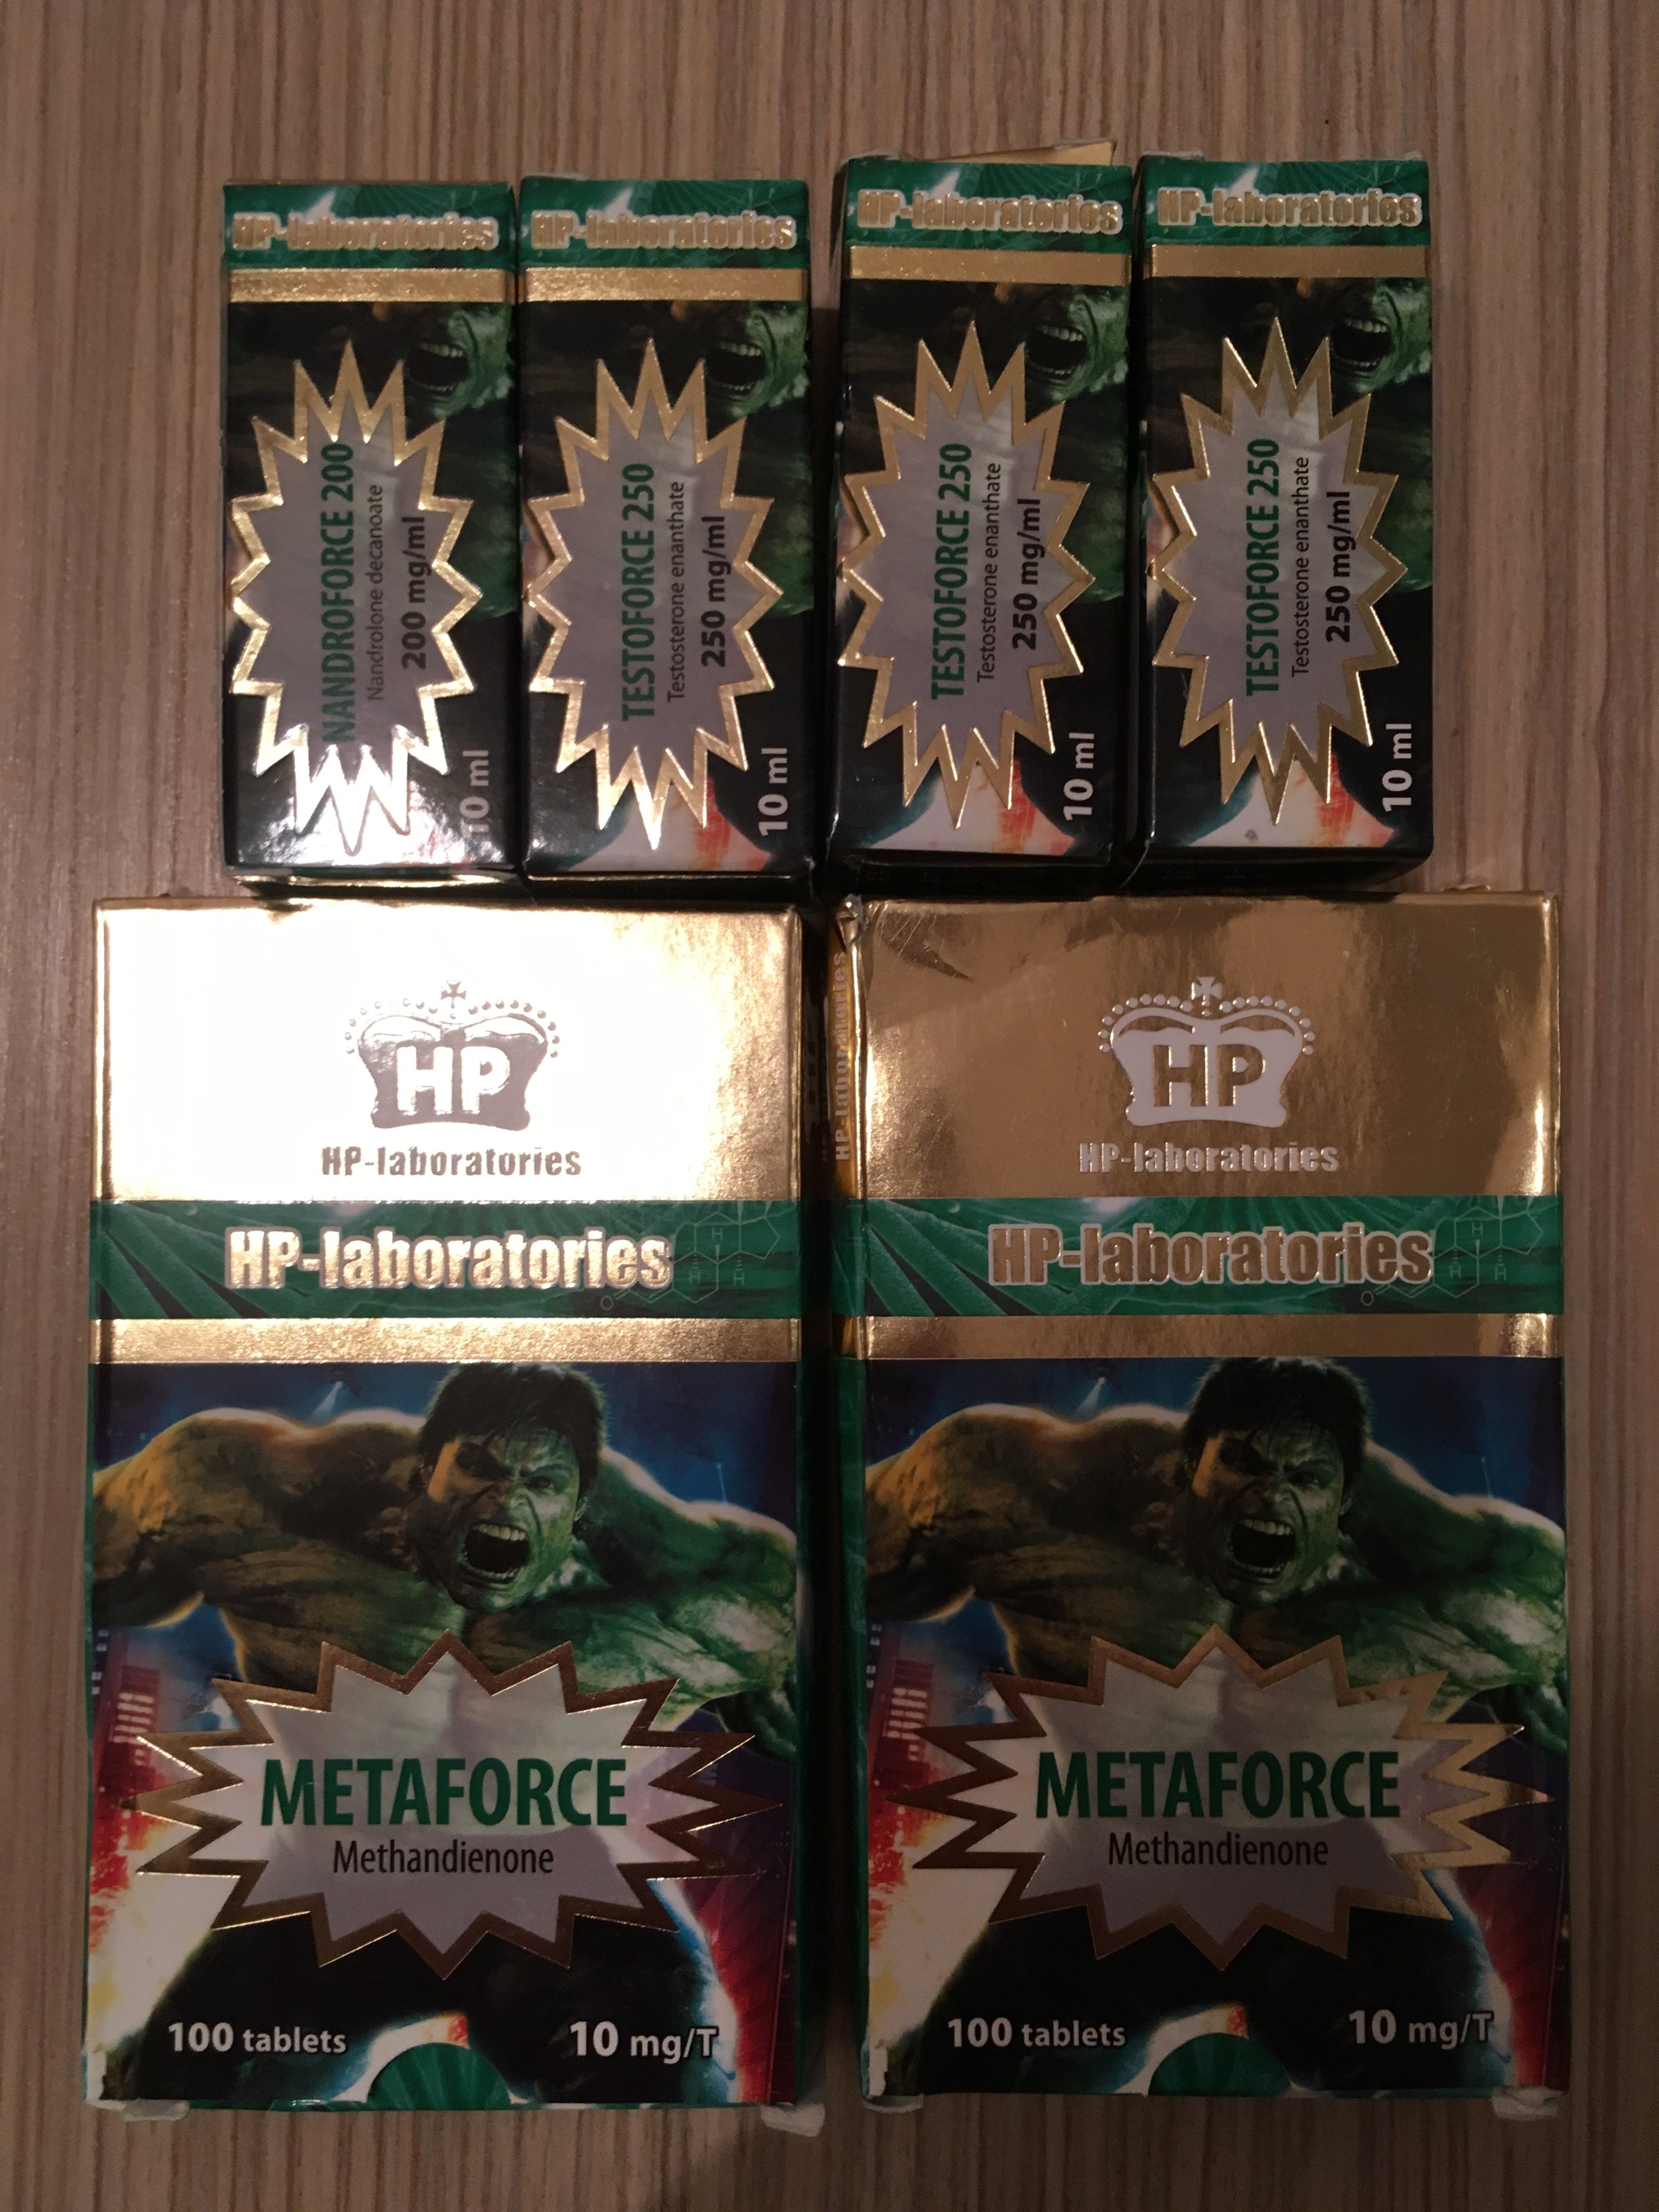 HP-laboratories
NANDROFORCE 200
Nandrolone decanoate
200 mg/ml
10 ml
HP-laboratories
TESTOFORCE 250
Testosterone enanthate
250 mg/ml
10 ml
HP-laboratories
TESTOFORCE 250
Testosterone enanthate
250 mg/ml
10 ml
HP-laboratories
TESTOFORCE 250
Testosterone enanthate
250 mg/ml
10 ml
HP
HP-laboratories
HP-laboratories
METAFORCE
Methandienone
100 tablets
10 mg/T
HP-laboratories
HP
HP-laboratories
HP-laboratories
METAFORCE
Methandienone
100 tablets
10 mg/T